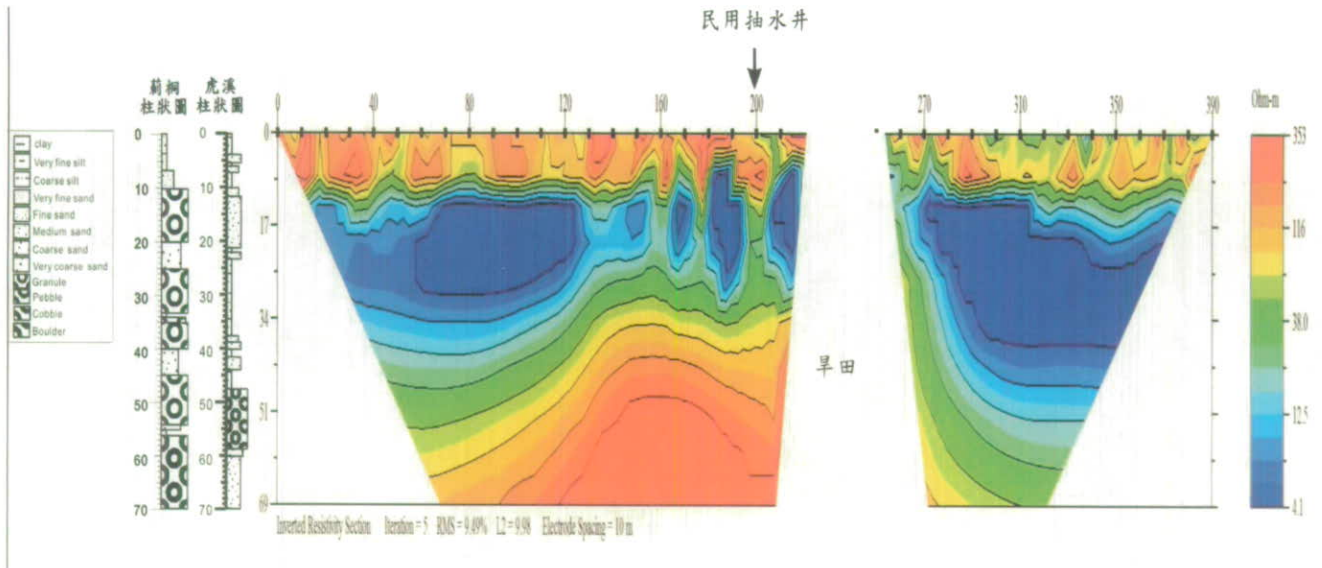 民用抽水井
莿桐
柱狀圖
虎溪
柱狀圖
0 40 80 120 160 200
270 310 350 390
Ohm-m
clay
Very fine silt
Coarse silt
Very fine sand
Fine sand
Medium sand
Coarse sand
Very coarse sand
Granule
Pebble
Cobble
Boulder
0
10
20
30
40
50
60
70
0
10
20
30
40
50
60
70
0
17
34
51
69
旱田
353
116
38.0
12.5
4.1
Inverted Resistivity Section Iteration = 5 RMS = 9.49% L2 = 9.98 Electrode Spacing = 10 m